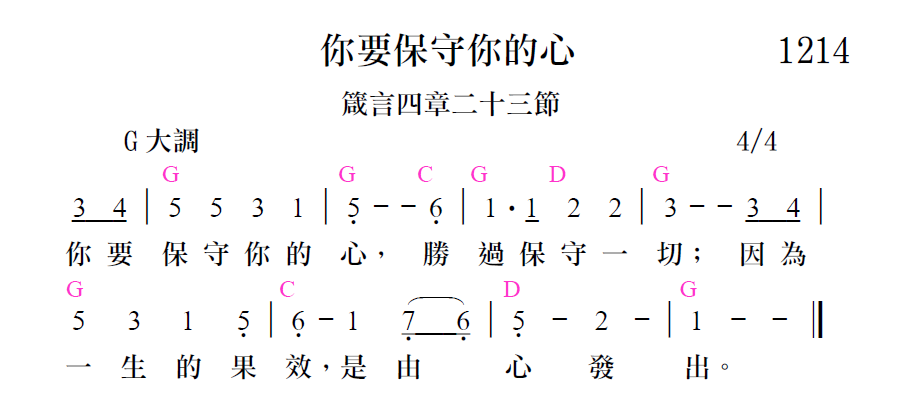 你要保守你的心 1214
箴言四章二十三節
G 大調 4/4
G G C G D G
3 4 | 5 5 3 1 | 5̣ - - 6̣ | 1 • 1 2 2 | 3 - - 3 4 |
你要 保守你的 心， 勝 過保守一 切； 因為
G C D G
5 3 1 5̣ | 6̣ - 1 7̣ 6̣ | 5̣ - 2 - | 1 - - ‖
一生的果 效，是由 心 發 出。